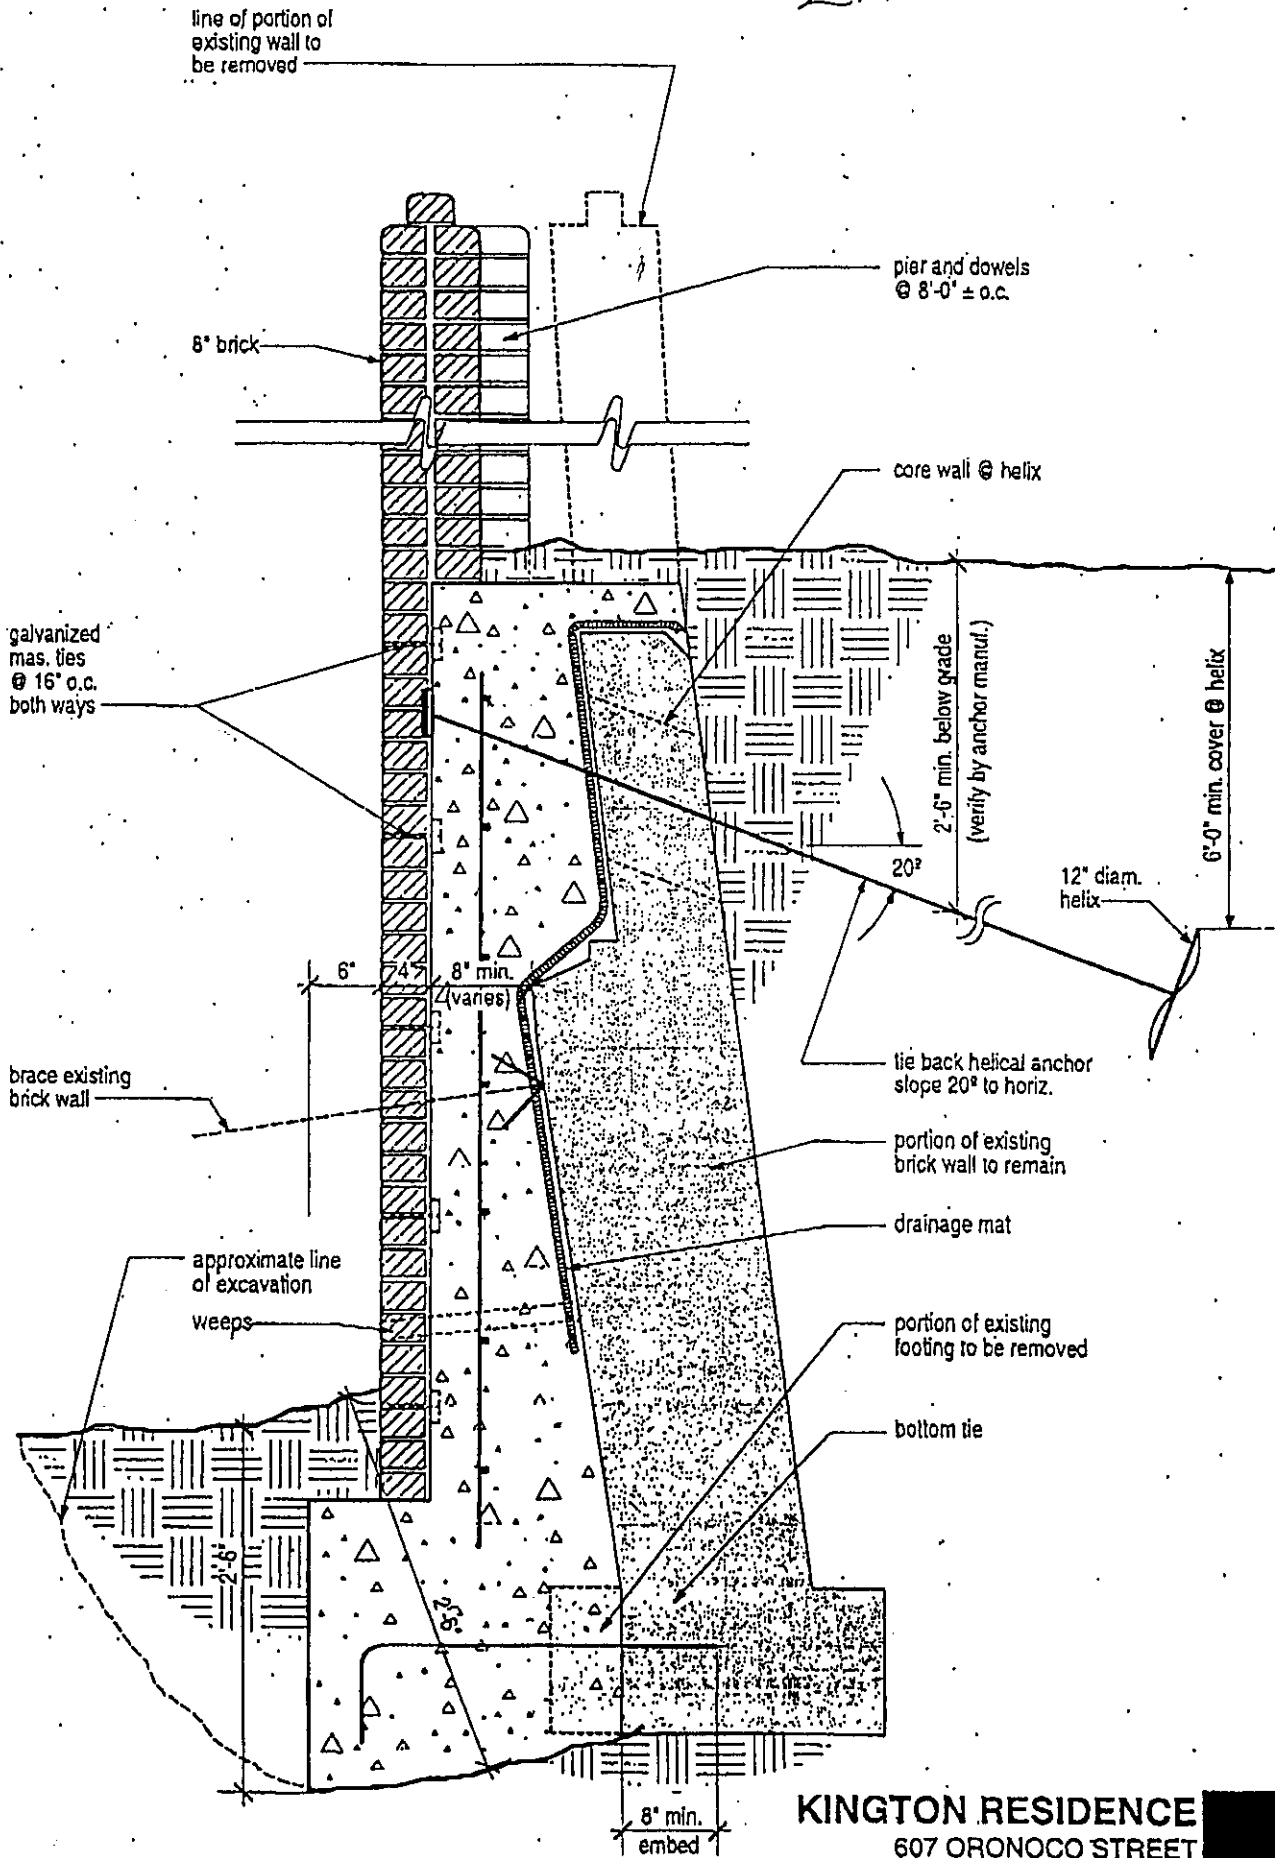 line of portion of
existing wall to
be removed
pier and dowels
@ 8'-0" ± o.c.
8" brick
core wall @ helix
galvanized
mas. ties
@ 16" o.c.
both ways
2'-6" min. below grade
(verify by anchor manuf.)
6'-0" min. cover @ helix
20º
12" diam.
helix
6"
4"
8" min.
(varies)
tie back helical anchor
slope 20º to horiz.
brace existing
brick wall
portion of existing
brick wall to remain
drainage mat
approximate line
of excavation
weeps
portion of existing
footing to be removed
bottom tie
2'-6"
2'-6"
8" min.
embed
KINGTON RESIDENCE
607 ORONOCO STREET